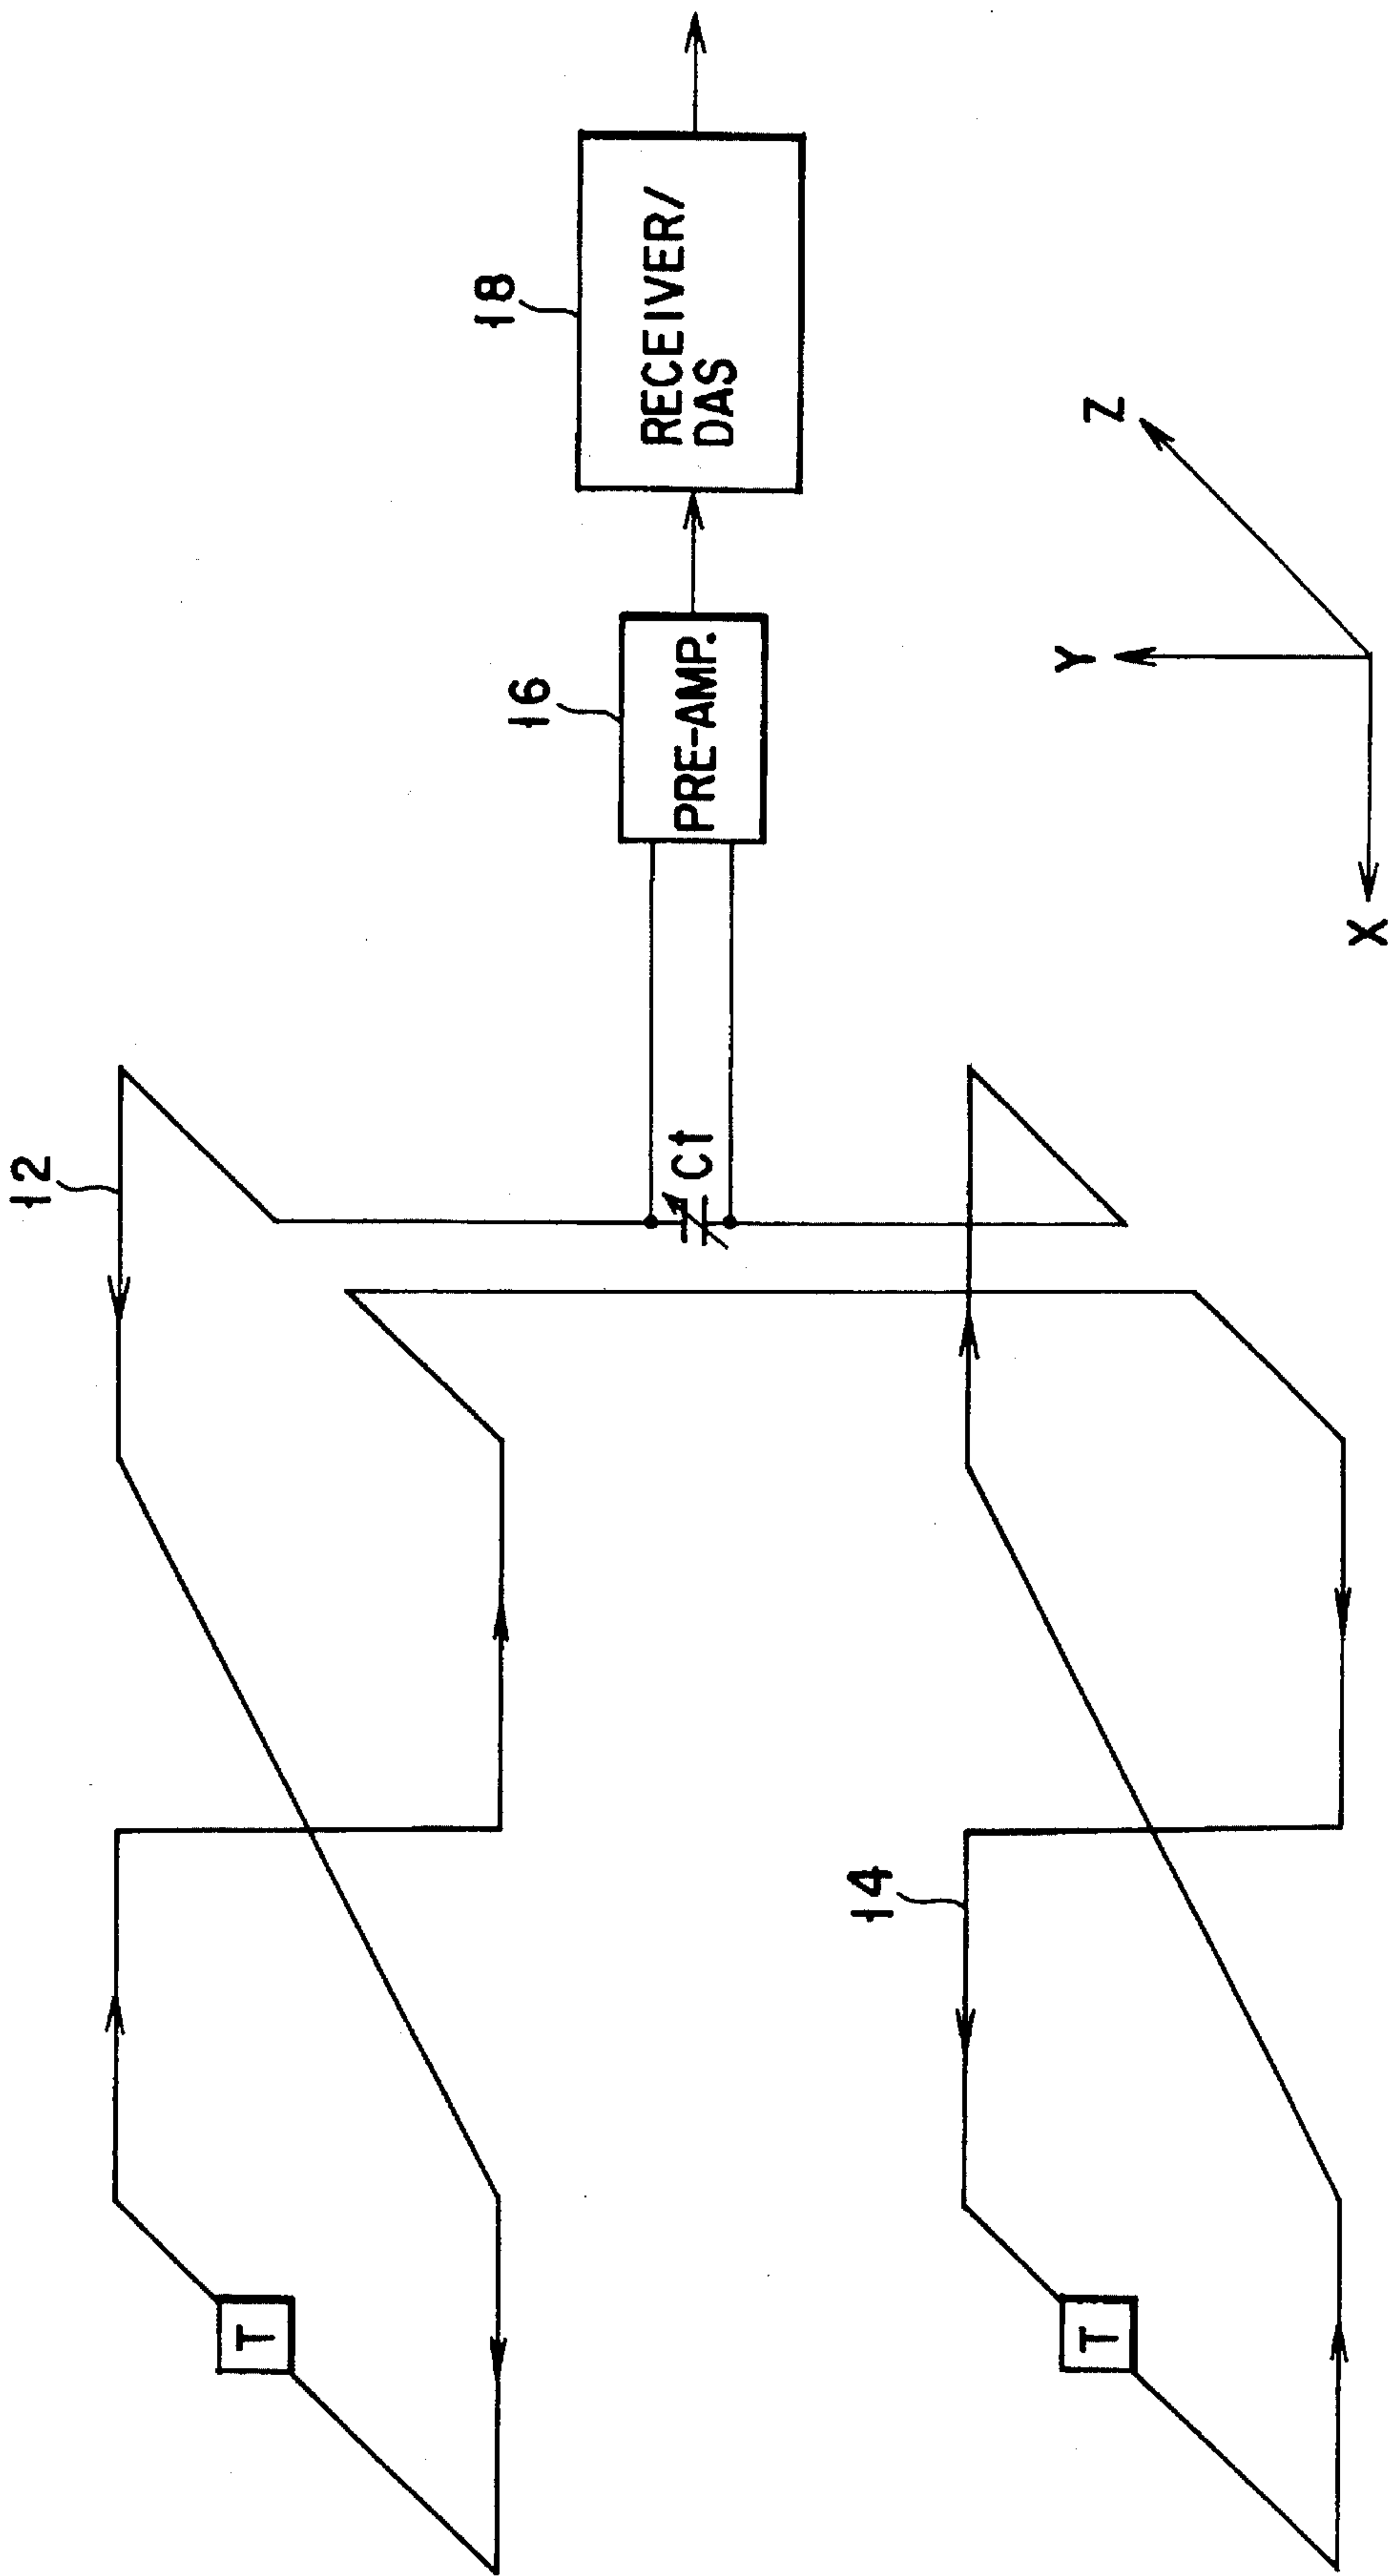 12
T
16
PRE-AMP.
18
RECEIVER/
DAS
Ct
14
T
X
Y
Z